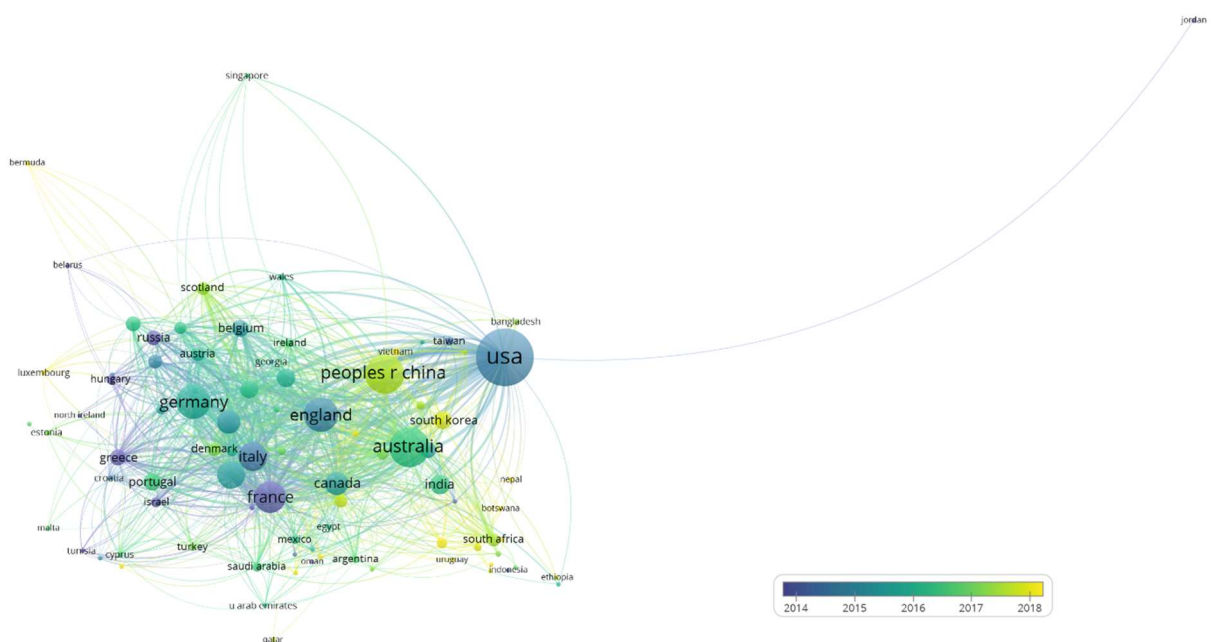 jordan
singapore
bermuda
belarus
wales
scotland
bangladesh
belgium
russia
ireland
taiwan
austria
vietnam
usa
georgia
luxembourg
hungary
peoples r china
germany
north ireland
england
south korea
estonia
denmark
australia
greece
italy
croatia
portugal
canada
india
nepal
israel
france
botswana
malta
egypt
mexico
south africa
turkey
tunisia
cyprus
oman
argentina
uruguay
saudi arabia
indonesia
ethiopia
u arab emirates
qatar
2014 2015 2016 2017 2018